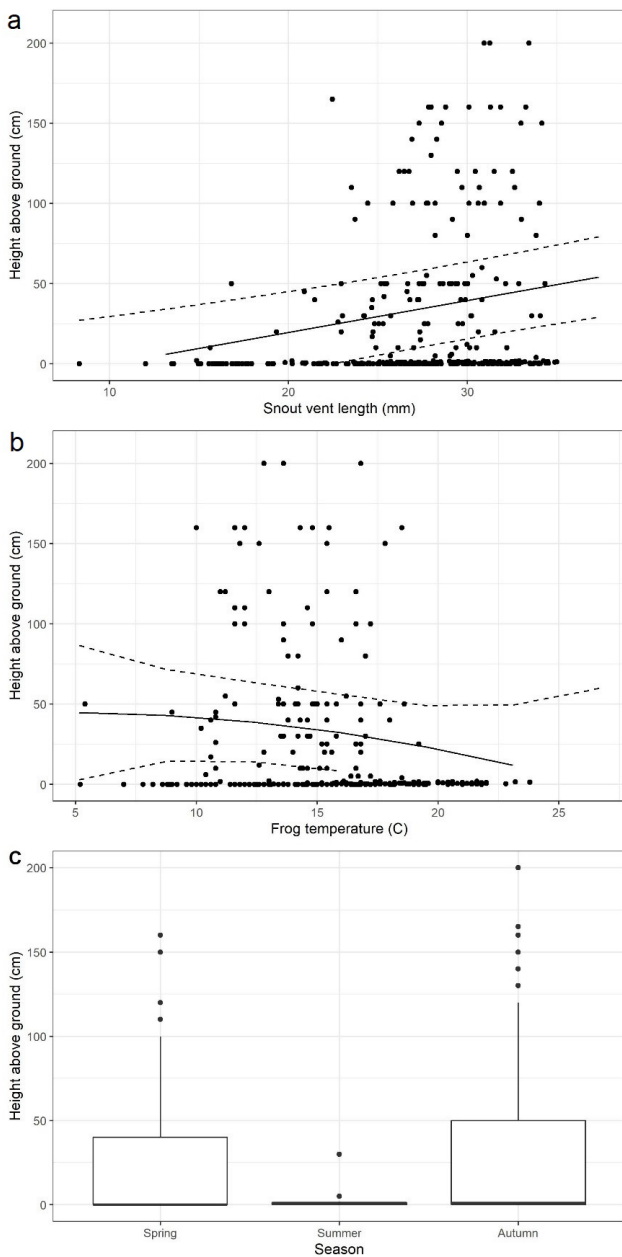 a
200
150
100
50
0
Height above ground (cm)
10 20 30
Snout vent length (mm)
b
200
150
100
50
0
Height above ground (cm)
5 10 15 20 25
Frog temperature (C)
c
200
150
100
50
0
Height above ground (cm)
Spring Summer Autumn
Season